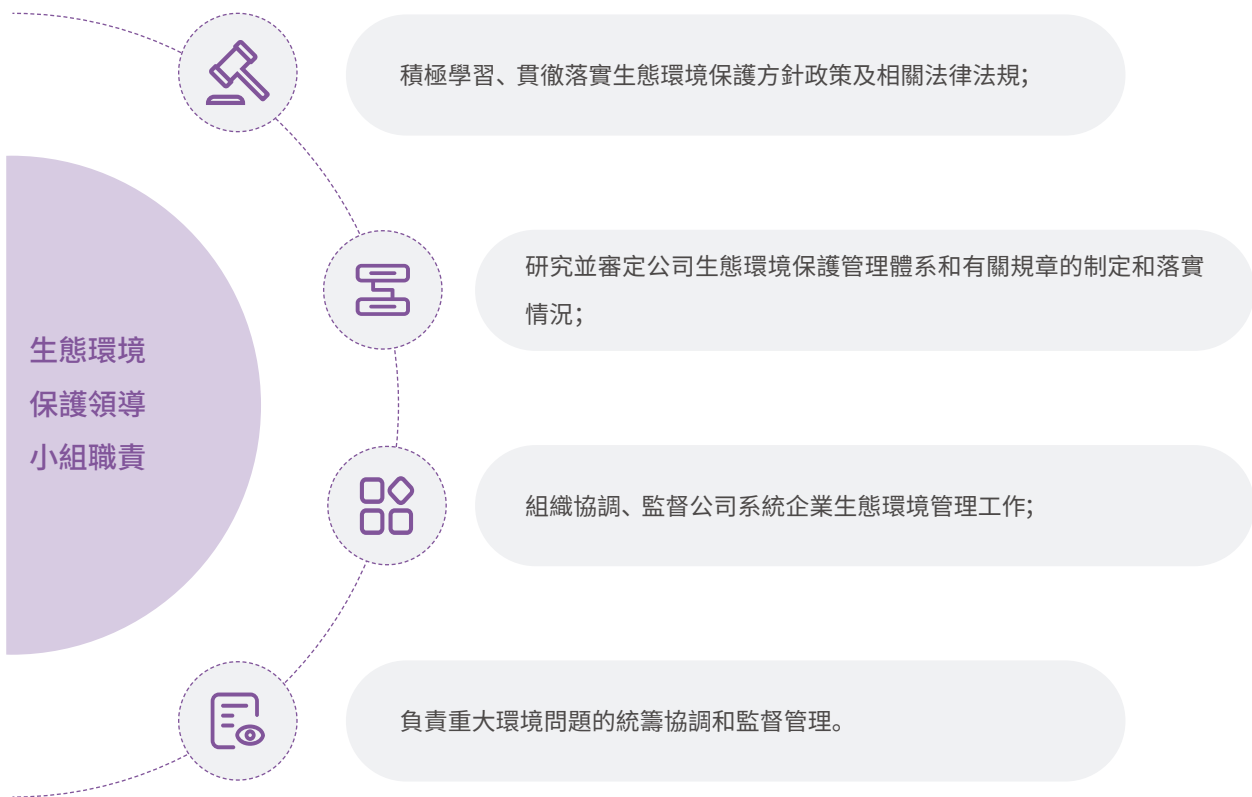 生態環境
保護領導
小組職責
積極學習、貫徹落實生態環境保護方針政策及相關法律法規；
研究並審定公司生態環境保護管理體系和有關規章的制定和落實
情況；
組織協調、監督公司系統企業生態環境管理工作；
負責重大環境問題的統籌協調和監督管理。